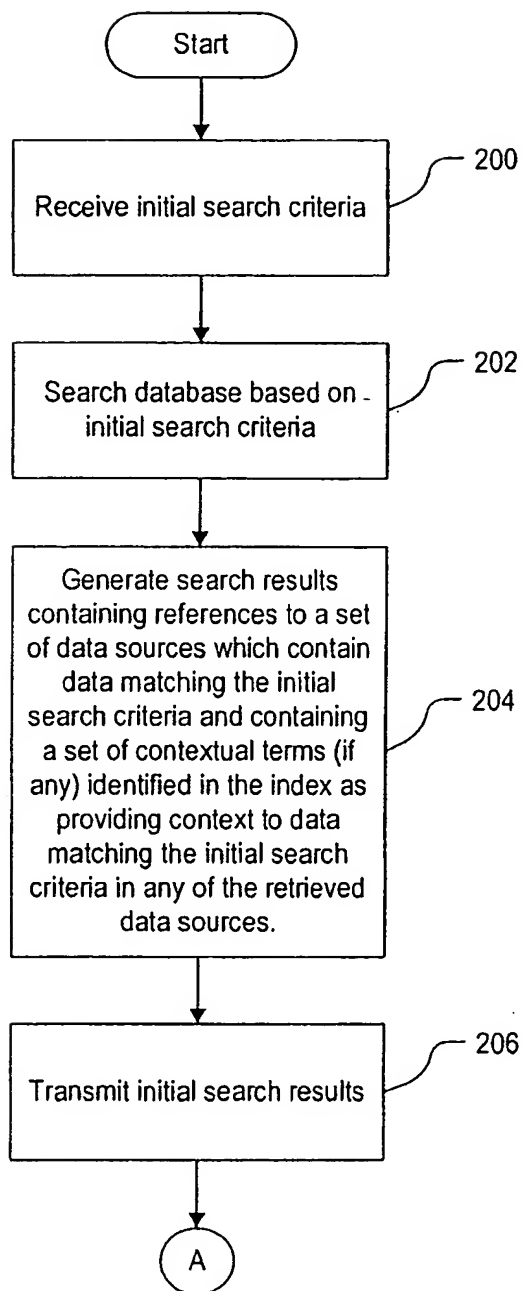 Start
200
Receive initial search criteria
202
Search database based on
initial search criteria
Generate search results
containing references to a set
of data sources which contain
data matching the initial
search criteria and containing
a set of contextual terms (if
any) identified in the index as
providing context to data
matching the initial search
criteria in any of the retrieved
data sources.
204
206
Transmit initial search results
A